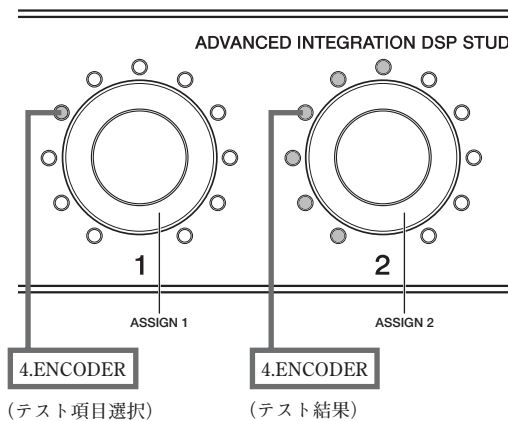 ADVANCED INTEGRATION DSP STUD
1
2
ASSIGN 1
ASSIGN 2
4.ENCODER
4.ENCODER
(テスト項目選択)
(テスト結果)